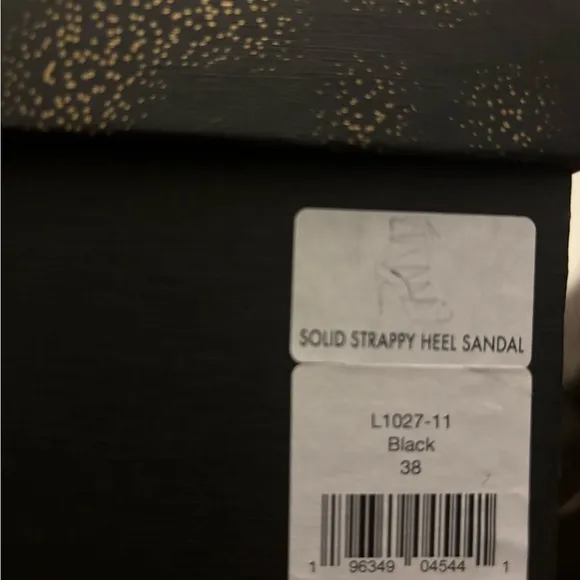 SOLID STRAPPY HEEL SANDAL
L1027-11
Black
38
1 96349 04544 1